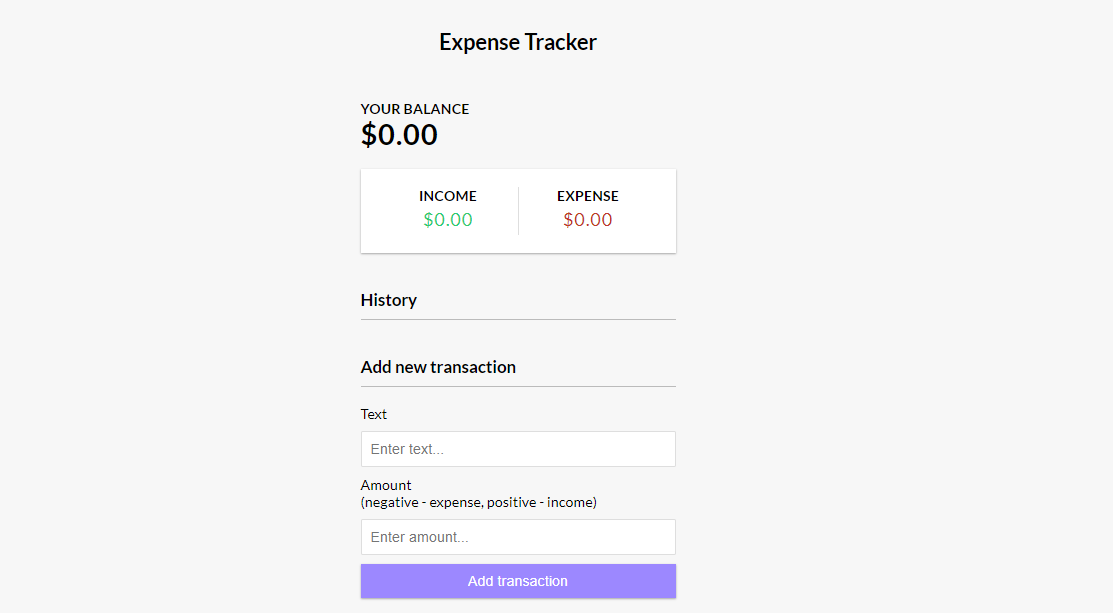 Expense Tracker
YOUR BALANCE
$0.00
INCOME EXPENSE
$0.00 $0.00
History
Add new transaction
Text
Enter text...
Amount
(negative - expense, positive - income)
Enter amount...
Add transaction